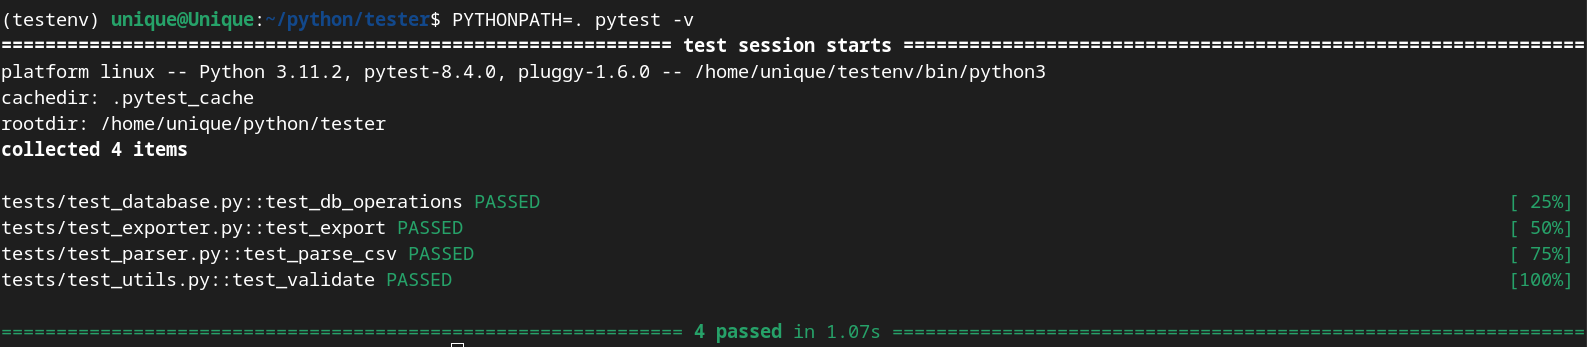 (testenv) unique@Unique:~/python/tester$ PYTHONPATH=. pytest -v
============================================================= test session starts ==============================================================
platform linux -- Python 3.11.2, pytest-8.4.0, pluggy-1.6.0 -- /home/unique/testenv/bin/python3
cachedir: .pytest_cache
rootdir: /home/unique/python/tester
collected 4 items
tests/test_database.py::test_db_operations PASSED [ 25%]
tests/test_exporter.py::test_export PASSED [ 50%]
tests/test_parser.py::test_parse_csv PASSED [ 75%]
tests/test_utils.py::test_validate PASSED [100%]
============================================================== 4 passed in 1.07s ===============================================================